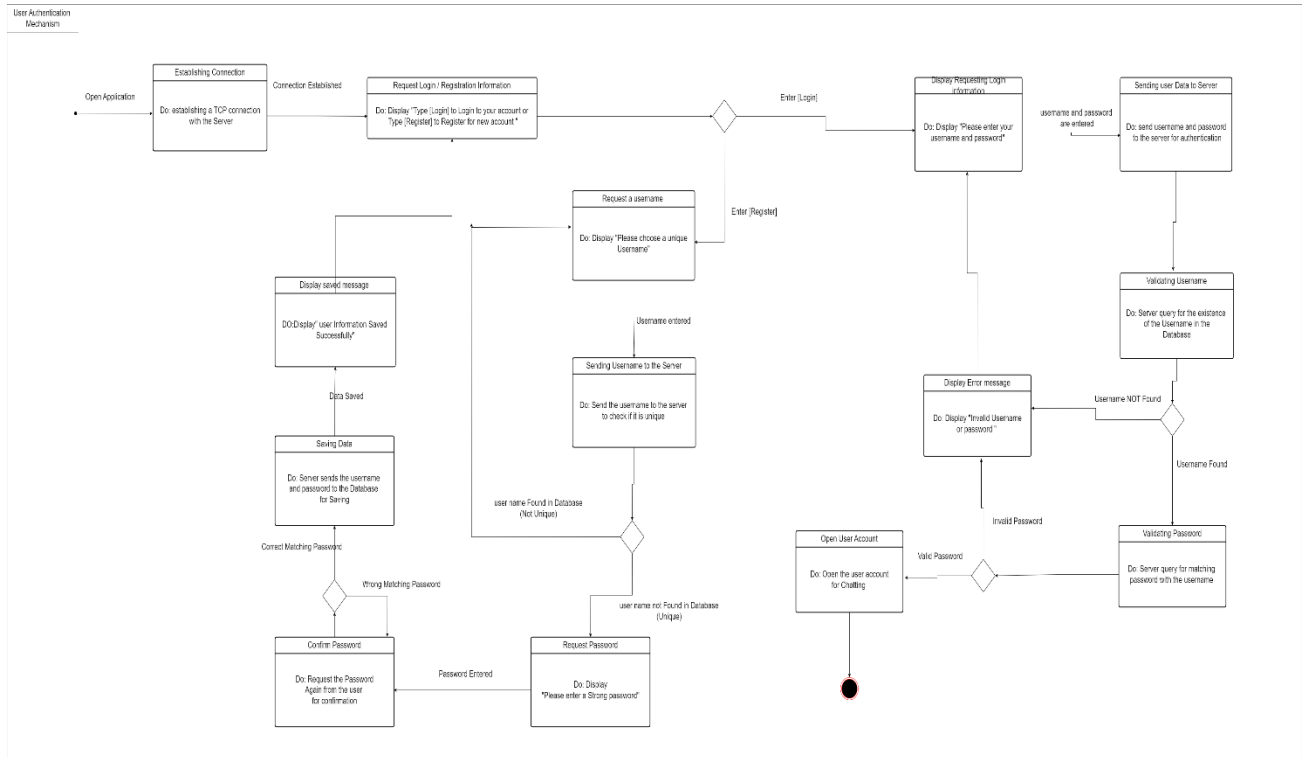 User Authentication
Mechanism
Open Application
Establishing Connection
Do: establishing a TCP connection
with the Server
Connection Established
Request Login / Registration Information
Do: Display "Type [Login] to Login to your account or
Type [Register] to Register for new account "
Enter [Login]
Enter [Register]
Display Requesting Login
information
Do: Display "Please enter your
username and password"
username and password
are entered
Sending user Data to Server
Do: send username and password
to the server for authentication
Request a username
Do: Display "Please choose a unique
Username"
Display saved message
DO:Display" user Information Saved
Successfully"
Validating Username
Do: Server query for the existence
of the Username in the
Database
Username entered
Sending Username to the Server
Do: Send the username to the server
to check if it is unique
Display Error message
Do: Display "Invalid Username
or password "
Username NOT Found
Username Found
Data Saved
Saving Data
Do: Server sends the username
and password to the Database
for Saving
user name Found in Database
(Not Unique)
Invalid Password
Valid Password
Open User Account
Do: Open the user account
for Chatting
Validating Password
Do: Server query for matching
password with the username
Correct Matching Password
Wrong Matching Password
user name not Found in Database
(Unique)
Confirm Password
Do: Request the Password
Again from the user
for confirmation
Password Entered
Request Password
Do: Display
"Please enter a Strong password"